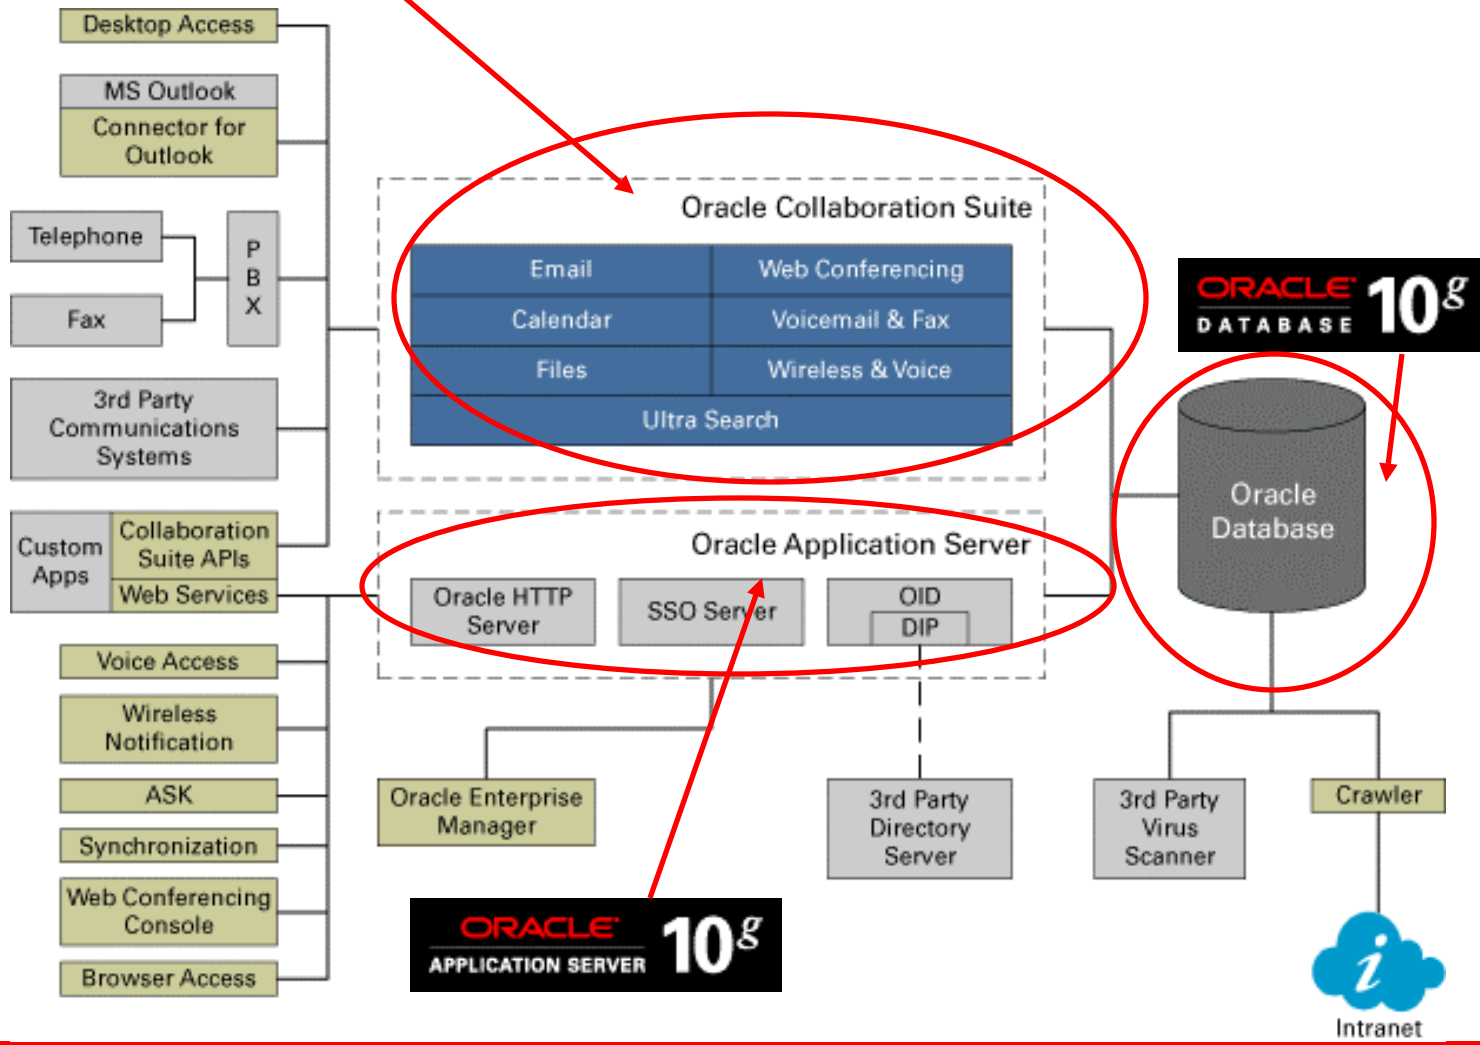 Desktop Access
MS Outlook
Connector for
Outlook
Telephone
Fax
P
B
X
3rd Party
Communications
Systems
Custom
Apps
Collaboration
Suite APIs
Web Services
Voice Access
Wireless
Notification
ASK
Synchronization
Web Conferencing
Console
Browser Access
Oracle Collaboration Suite
Email
Web Conferencing
Calendar
Voicemail & Fax
Files
Wireless & Voice
Ultra Search
Oracle Application Server
Oracle HTTP
Server
SSO Server
OID
DIP
Oracle Enterprise
Manager
3rd Party
Directory
Server
ORACLE
APPLICATION SERVER
10g
ORACLE
DATABASE
10g
Oracle
Database
3rd Party
Virus
Scanner
Crawler
i
Intranet